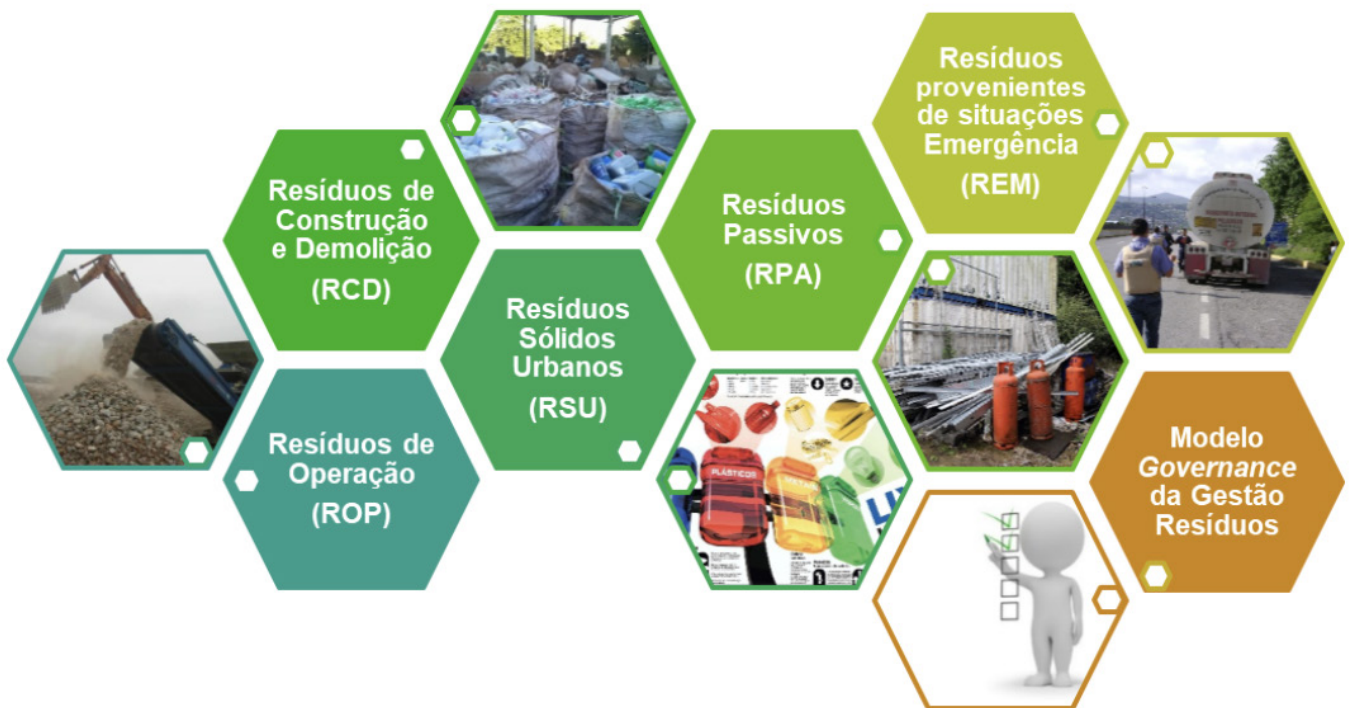 Resíduos de
Construção
e Demolição
(RCD)
Resíduos de
Operação
(ROP)
Resíduos
Sólidos
Urbanos
(RSU)
Resíduos
Passivos
(RPA)
PLÁSTICOS
Resíduos
provenientes
de situações
Emergência
(REM)
Modelo
Governance
da Gestão
Resíduos